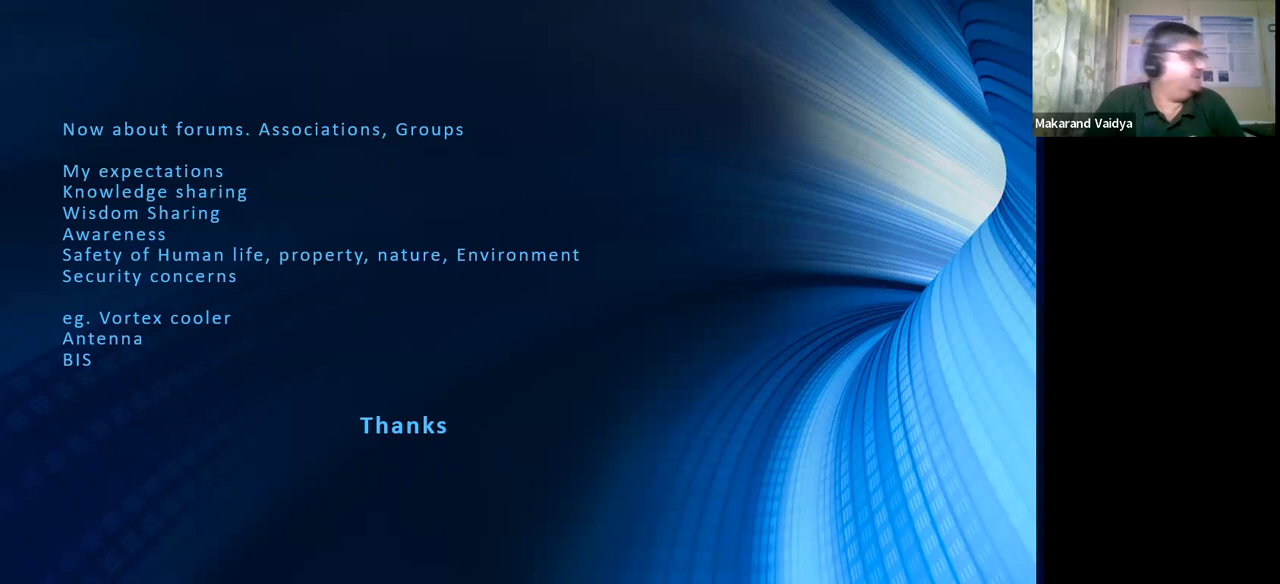 Now about forums. Associations, Groups
My expectations
Knowledge sharing
Wisdom Sharing
Awareness
Safety of Human life, property, nature, Environment
Security concerns
eg. Vortex cooler
Antenna
BIS
Thanks
Makarand Vaidya